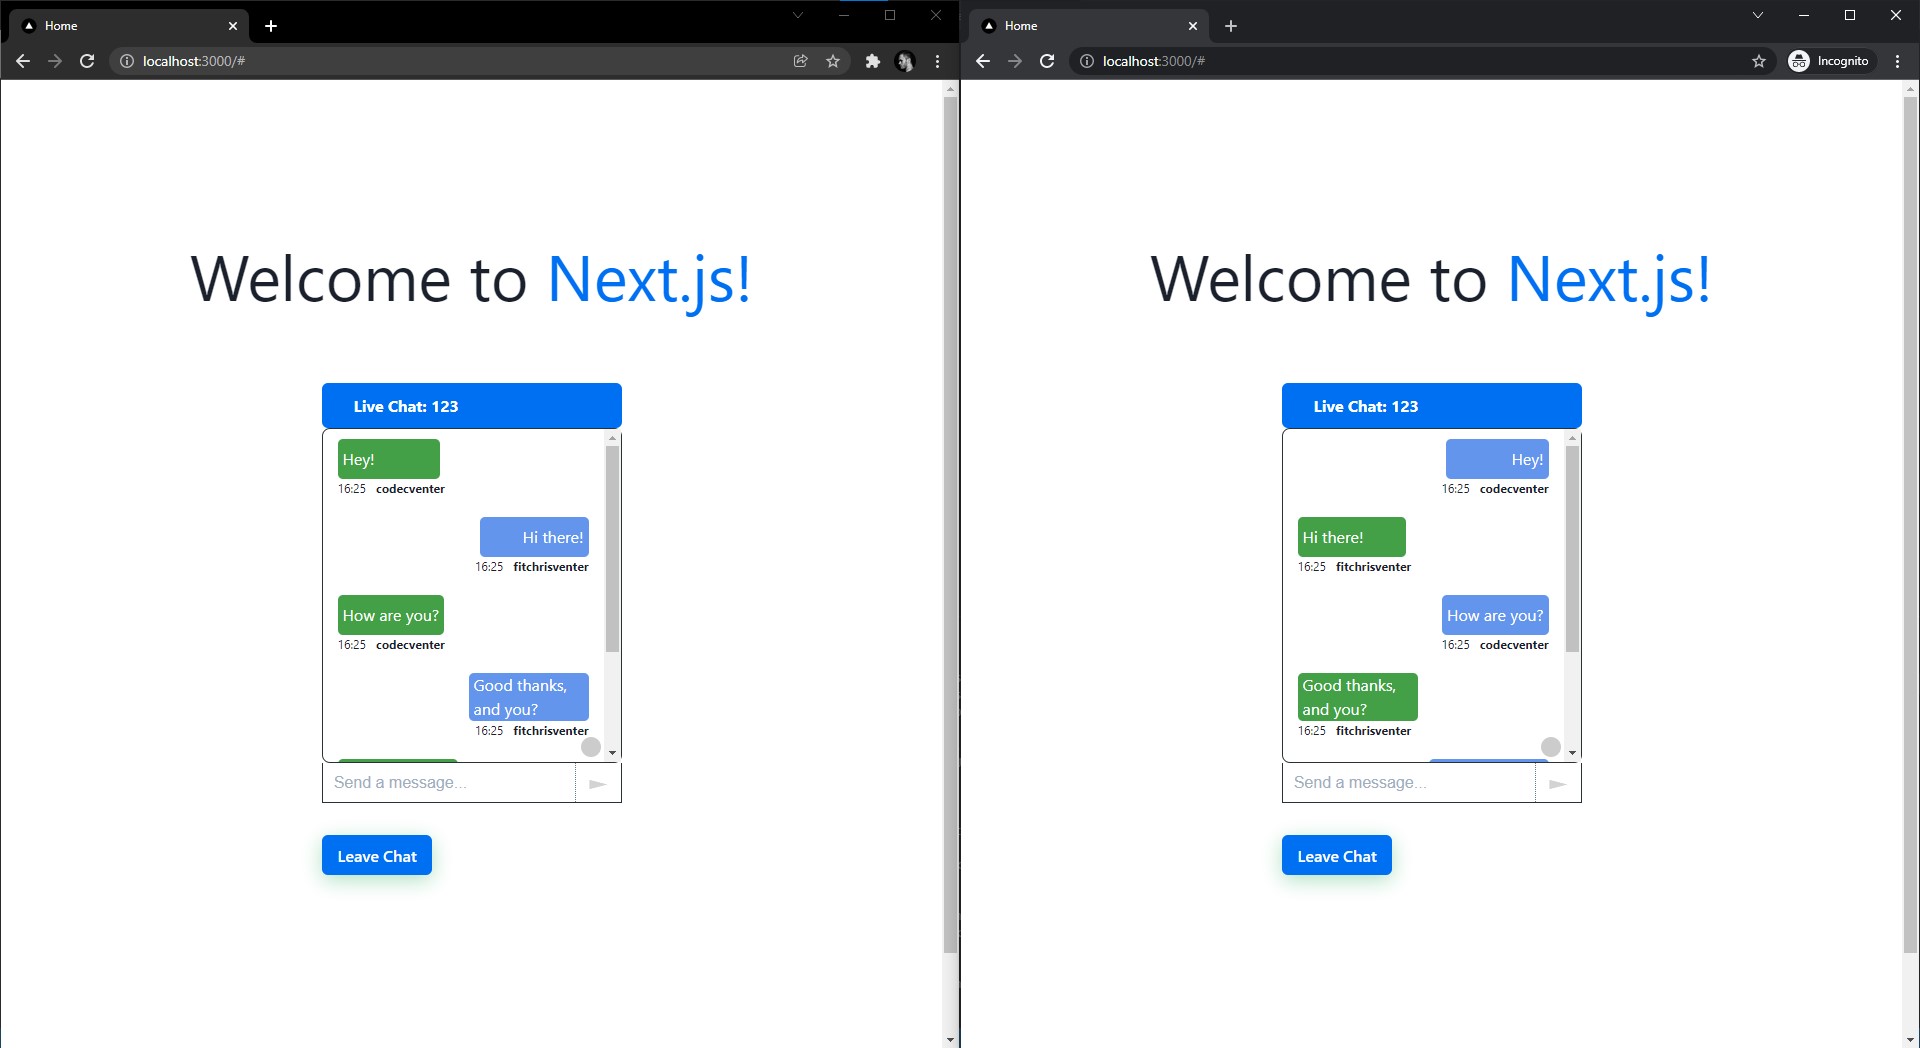 Home
localhost:3000/#
Welcome to Next.js!
Live Chat: 123
Hey!
16:25 codecventer
Hi there!
16:25 fitchrisventer
How are you?
16:25 codecventer
Good thanks,
and you?
16:25 fitchrisventer
Send a message...
Leave Chat
Home
localhost:3000/#
Incognito
Welcome to Next.js!
Live Chat: 123
Hey!
16:25 codecventer
Hi there!
16:25 fitchrisventer
How are you?
16:25 codecventer
Good thanks,
and you?
16:25 fitchrisventer
Send a message...
Leave Chat